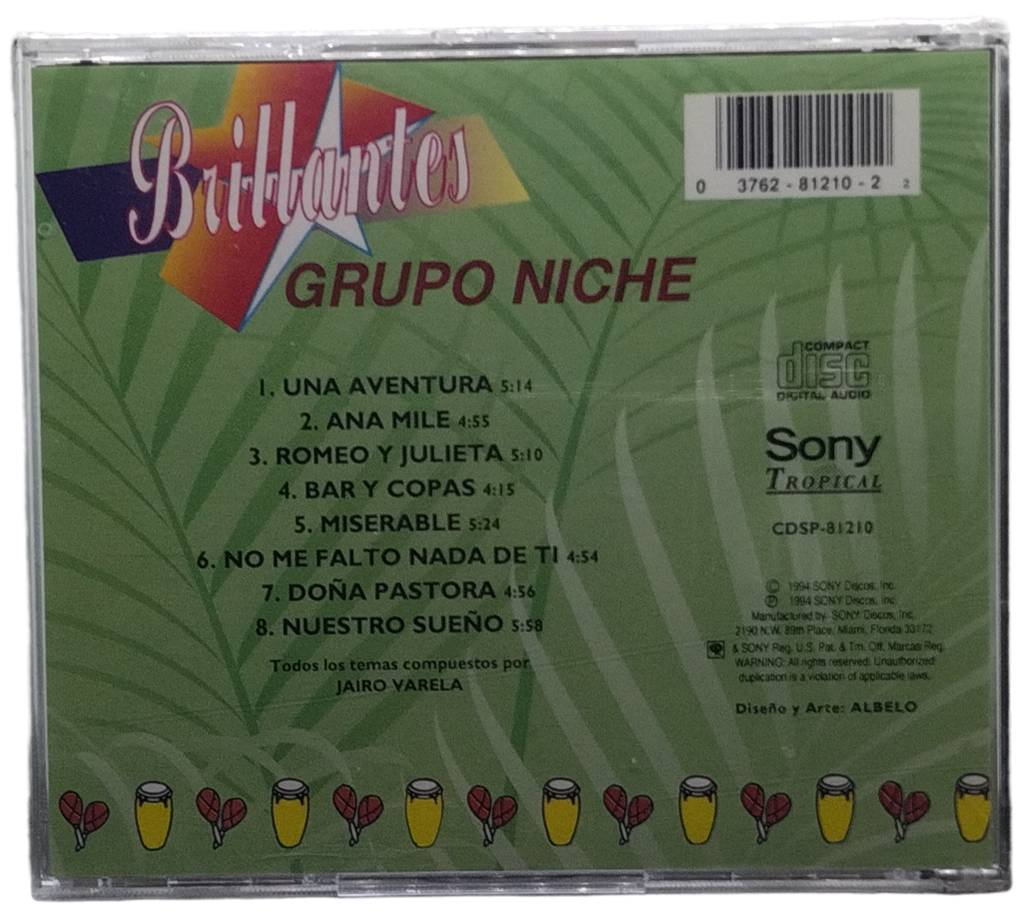 Brillantes
GRUPO NICHE
0 3762-81210-2 2
1. UNA AVENTURA 5:14
2. ANA MILE 4:55
3. ROMEO Y JULIETA 5:10
4. BAR Y COPAS 4:15
5. MISERABLE 5:24
6. NO ME FALTO NADA DE TI 4:54
7. DOÑA PASTORA 4:56
8. NUESTRO SUEÑO 5:58
Todos los temas compuestos por
JAIRO VARELA
COMPACT
disc
DIGITAL AUDIO
Sony
TROPICAL
CDSP-81210
© 1994 SONY Discos, Inc.
℗ 1994 SONY Discos, Inc.
Manufactured by SONY Discos, Inc.
2190 N.W. 89th Place, Miami, Florida 33172
& SONY Reg. U.S. Pat. & Tm. Off. Marcas Reg.
WARNING: All rights reserved. Unauthorized
duplication is a violation of applicable laws.
Diseño y Arte: ALBELO